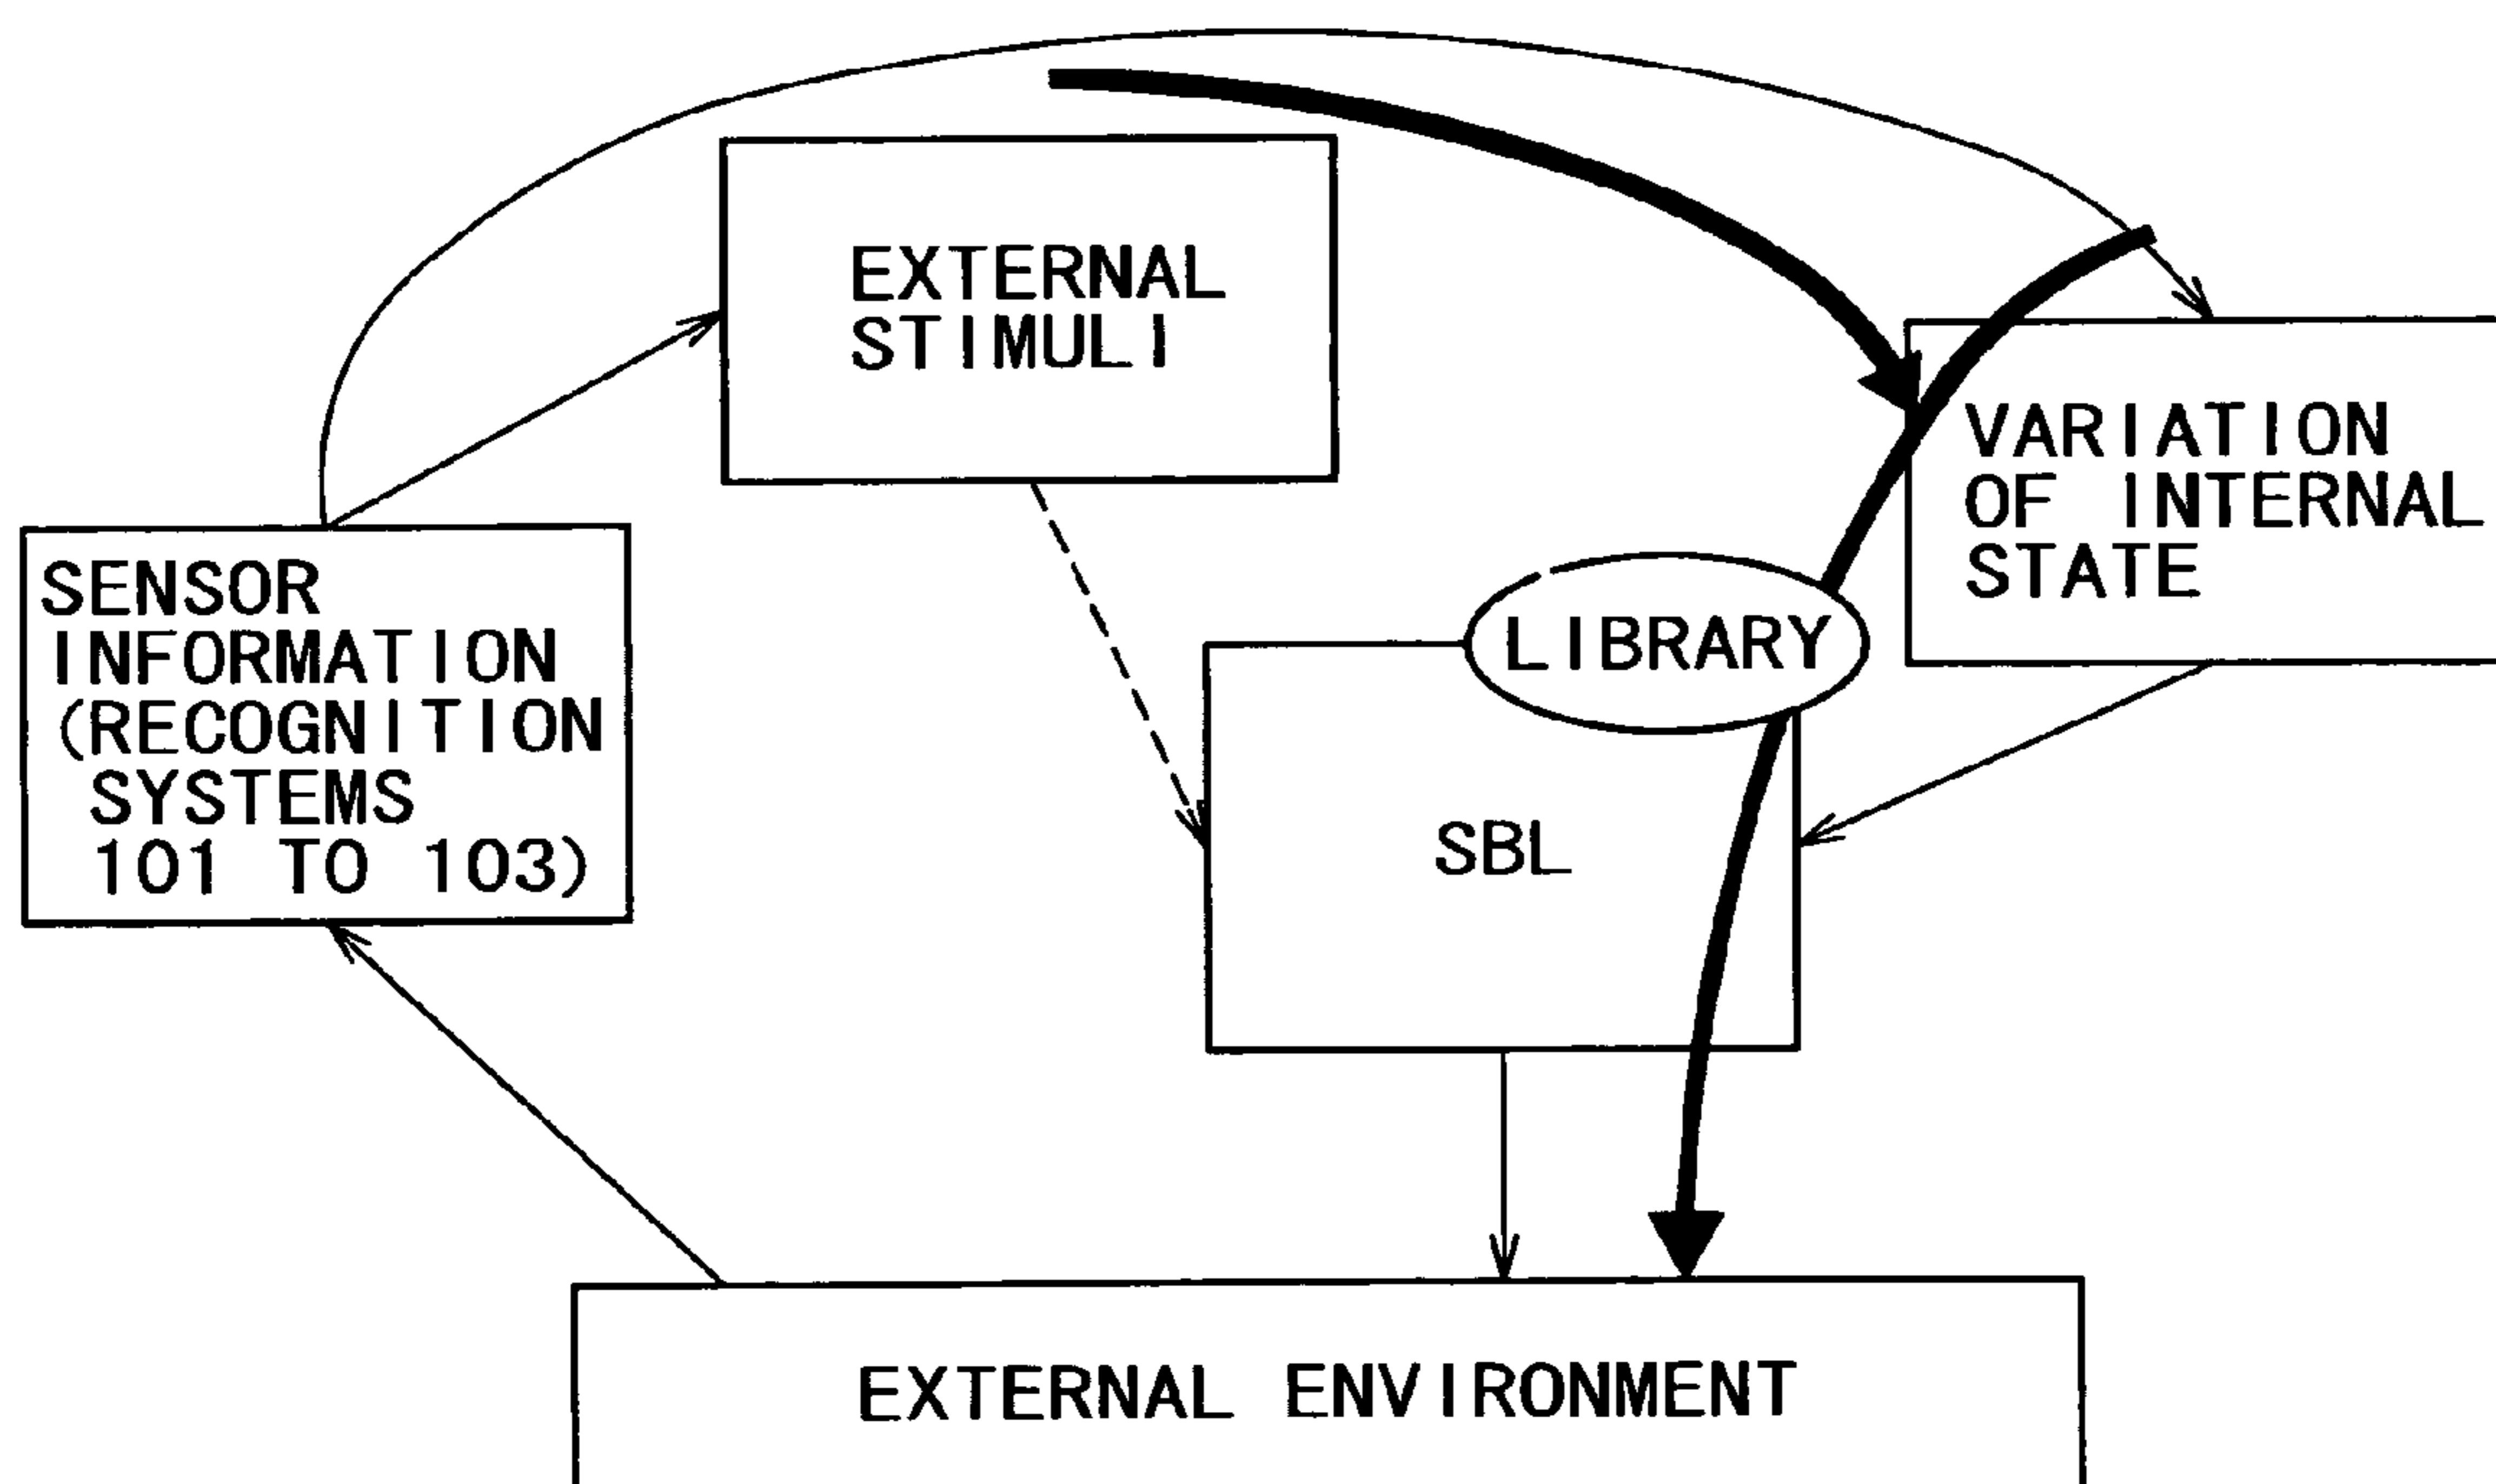 EXTERNAL
STIMULI
VARIATION
OF INTERNAL
STATE
SENSOR
INFORMATION
(RECOGNITION
SYSTEMS
101 TO 103)
LIBRARY
SBL
EXTERNAL ENVIRONMENT